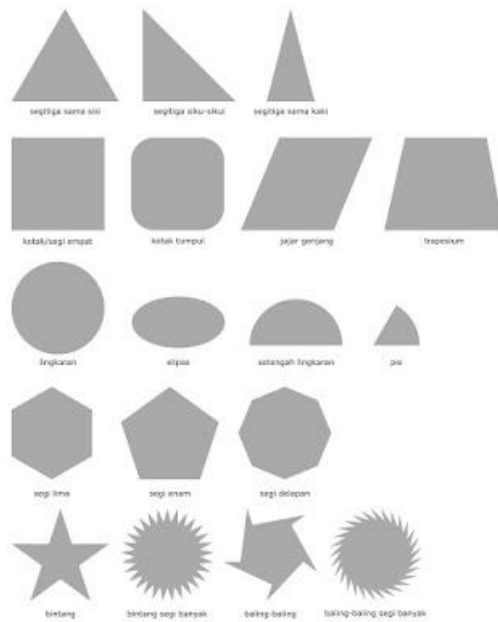 segitiga sama sisi
segitiga siku-siku
segitiga sama kaki
kotak/segi empat
kotak tumpul
jajar genjang
trapesium
lingkaran
elips
setengah lingkaran
pie
segi lima
segi enam
segi delapan
bintang
bintang segi banyak
baling-baling
baling-baling segi banyak